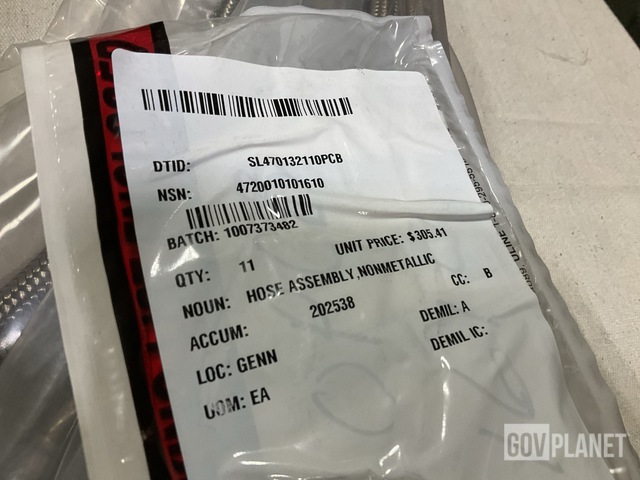 DTID: SL470132110PCB
NSN: 4720010101610
BATCH: 1007373482
UNIT PRICE: $305.41
QTY: 11
NOUN: HOSE ASSEMBLY,NONMETALLIC
CC: B
ACCUM: 202538
DEMIL: A
LOC: GENN
DEMIL IC:
UOM: EA
GOVPLANET